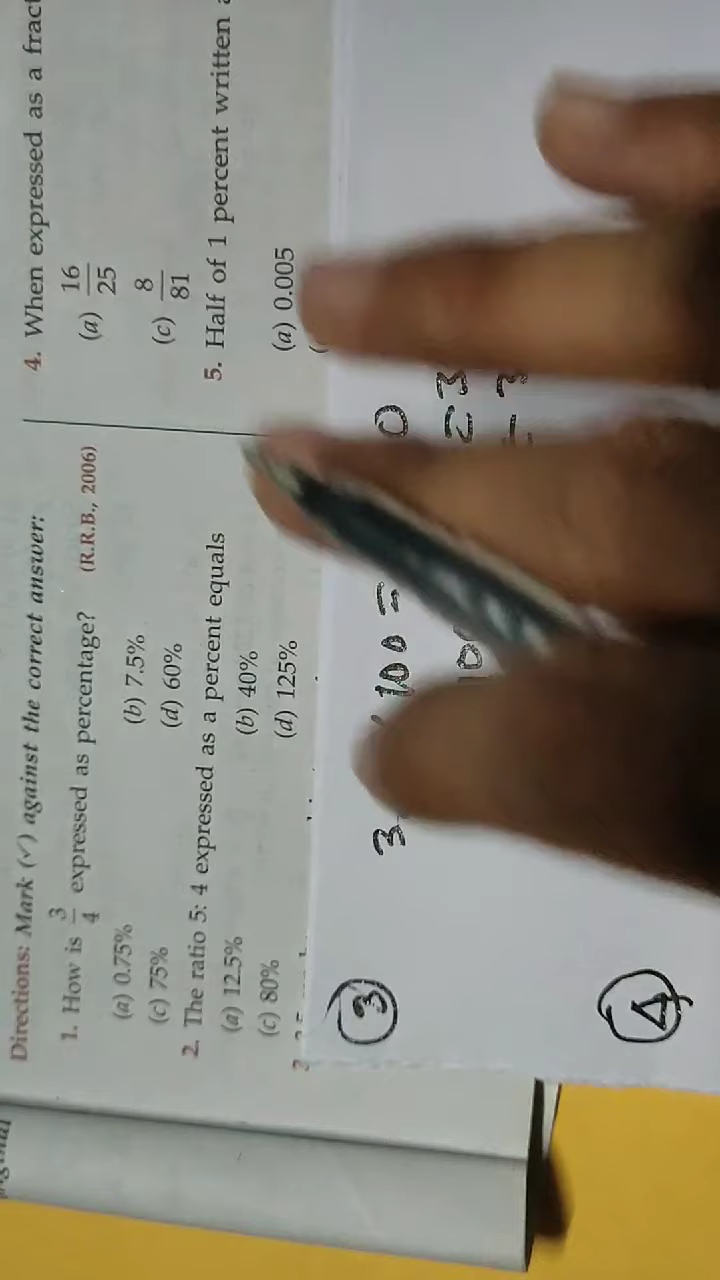 Directions: Mark (✓) against the correct answer:
1. How is 3/4 expressed as percentage? (R.R.B., 2006)
(a) 0.75% (b) 7.5%
(c) 75% (d) 60%
2. The ratio 5: 4 expressed as a percent equals
(a) 12.5% (b) 40%
(c) 80% (d) 125%
4. When expressed as a
(a) 16/25
(c) 8/81
5. Half of 1 percent written
(a) 0.005
③
3 100 =
④